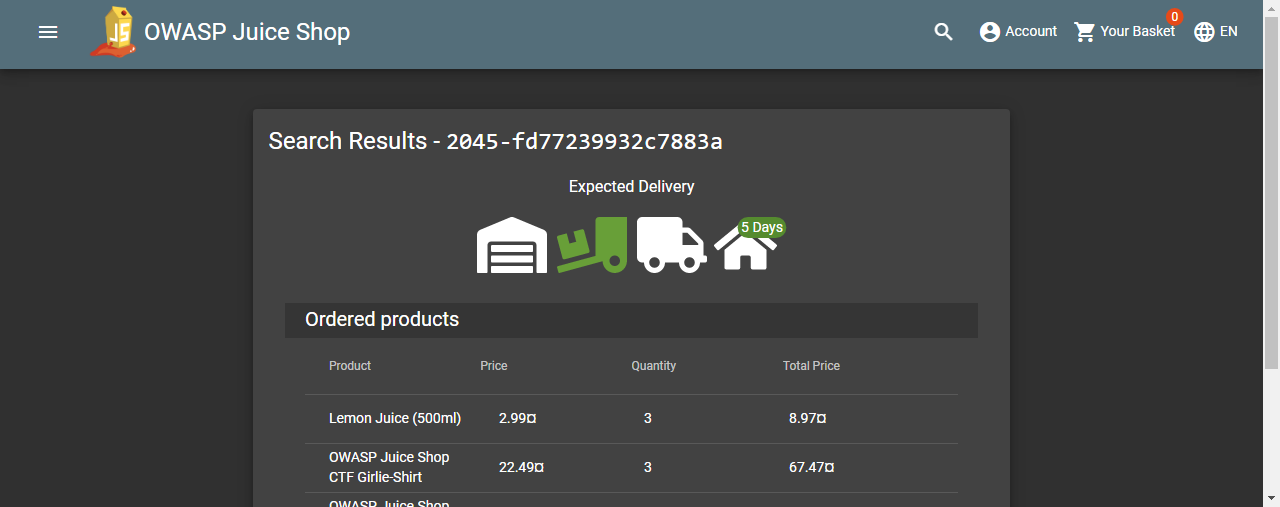 JS
OWASP Juice Shop
Account
Your Basket
0
EN
Search Results - 2045-fd77239932c7883a
Expected Delivery
5 Days
Ordered products
Product Price Quantity Total Price
Lemon Juice (500ml) 2.99¤ 3 8.97¤
OWASP Juice Shop
CTF Girlie-Shirt 22.49¤ 3 67.47¤
OWASP Juice Shop